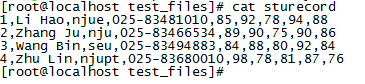 [root@localhost test_files]# cat sturecord
1,Li Hao,njue,025-83481010,85,92,78,94,88
2,Zhang Ju,nju,025-83466534,89,90,75,90,86
3,Wang Bin,seu,025-83494883,84,88,80,92,84
4,Zhu Lin,njupt,025-83680010,98,78,81,87,76
[root@localhost test_files]#